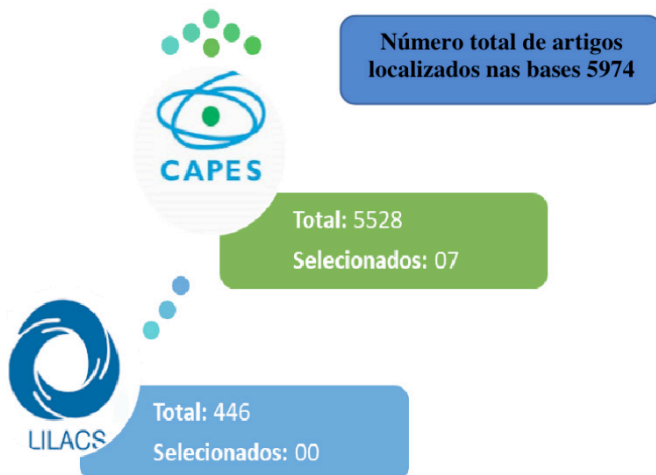 Número total de artigos
localizados nas bases 5974
CAPES
Total: 5528
Selecionados: 07
LILACS
Total: 446
Selecionados: 00